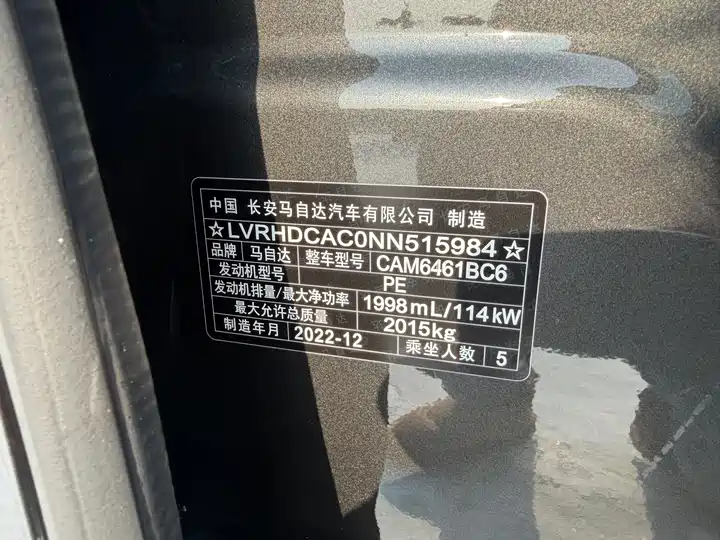 中国 长安马自达汽车有限公司 制造
☆LVRHDCAC0NN515984☆
品牌 马自达 整车型号 CAM6461BC6
发动机型号 PE
发动机排量/最大净功率 1998mL/114kW
最大允许总质量 2015kg
制造年月 2022-12 乘坐人数 5